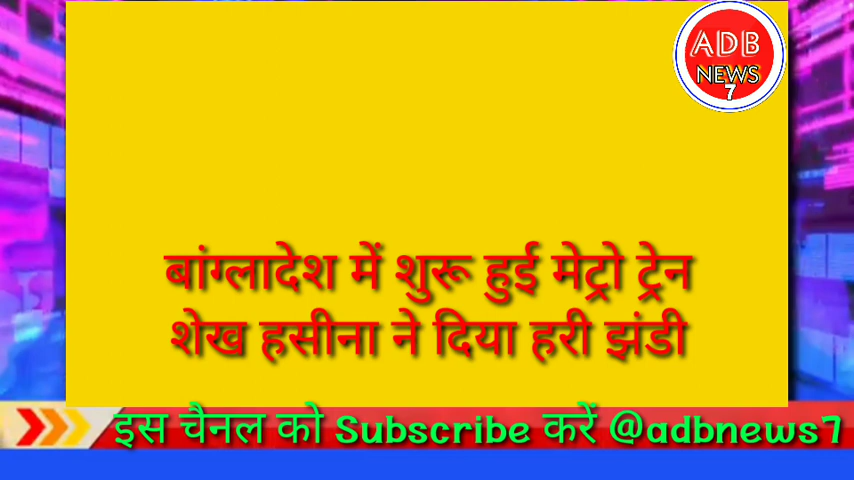 ADB
NEWS
7
बांग्लादेश में शुरू हुई मेट्रो ट्रेन
शेख हसीना ने दिया हरी झंडी
इस चैनल को Subscribe करें @adbnews7